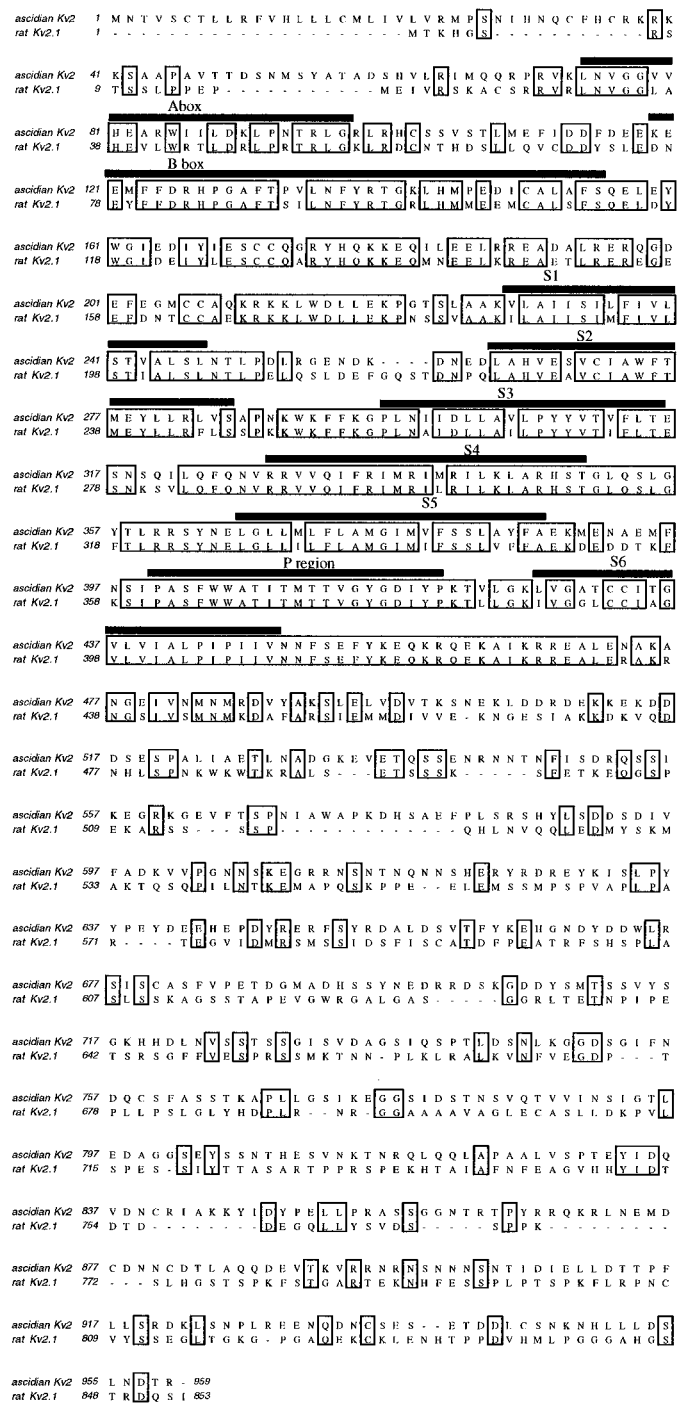 ascidian Kv2 1 M N T V S C T L L R F V H L L L C M L I V L V R M P S N I H N Q C F H C R K R K
rat Kv2.1 1 - - - - - - - - - - - - - - - - - - - - - - M T K H G S - - - - - - - - - - R S
ascidian Kv2 41 K S A A P A V T T D S N M S Y A T A D S H V L R I M Q Q R P R V K L N V G G V V
rat Kv2.1 9 T S S L P P E P - - - - - - - - - - - M E I V R S K A C S R R V R L N V G G L A
Abox
ascidian Kv2 81 H E A R W I I L D K L P N T R L G R L R H C S S V S T L M E F I D D F D E E K E
rat Kv2.1 38 H E V L W R T L D R L P R T R L G K L R D C N T H D S L L Q V C D D Y S L E D N
B box
ascidian Kv2 121 E M F F D R H P G A F T P V L N F Y R T G K L H M P E D I C A L A F S Q E L E Y
rat Kv2.1 78 E Y F F D R H P G A F T S I L N F Y R T G R L H M M E E M C A L S F S Q E L D Y
ascidian Kv2 161 W G I E D I Y I E S C C Q G R Y H Q K K E Q I L E E L R R E A D A L R E R Q G D
rat Kv2.1 118 W G I D E I Y L E S C C Q A R Y H Q K K E Q M N E E L K R E A E T L R E R E G E
S1
ascidian Kv2 201 E F E G M C C A Q K R K K L W D L L E K P G T S L A A K V L A I I S I L F I V L
rat Kv2.1 158 E F D N T C C A E K R K K L W D L L E K P N S S V A A K I L A I I S I M F I V L
S2
ascidian Kv2 241 S T V A L S L N T L P D L R G E N D K - - - - D N E D L A H V E S V C I A W F T
rat Kv2.1 198 S T I A L S L N T L P E L Q S L D E F G Q S T D N P Q L A H V E A V C I A W F T
S3
ascidian Kv2 277 M E Y L L R L V S A P N K W K F F K G P L N I I D L L A V L P Y Y V T V F L T E
rat Kv2.1 238 M E Y L L R F L S S P K K W K F F K G P L N A I D L L A I L P Y Y V T I F L T E
S4
ascidian Kv2 317 S N S Q I L Q F Q N V R R V V Q I F R I M R I M R I L K L A R H S T G L Q S L G
rat Kv2.1 278 S N K S V L Q F Q N V R R V V Q I F R I M R I L R I L K L A R H S T G L Q S L G
S5
ascidian Kv2 357 Y T L R R S Y N E L G L L M L F L A M G I M V F S S L A Y F A E K M E N A E M F
rat Kv2.1 318 F T L R R S Y N E L G L L I L F L A M G I M I F S S L V F F A E K D E D D T K F
P region S6
ascidian Kv2 397 N S I P A S F W W A T I T M T T V G Y G D I Y P K T V L G K L V G A T C C I T G
rat Kv2.1 358 K S I P A S F W W A T I T M T T V G Y G D I Y P K T L L G K I V G G L C C I A G
ascidian Kv2 437 V L V I A L P I P I I V N N F S E F Y K E Q K R Q E K A I K R R E A L E N A K A
rat Kv2.1 398 V L V I A L P I P I I V N N F S E F Y K E Q K R Q E K A I K R R E A L E R A K R
ascidian Kv2 477 N G E I V N M N M R D V Y A K S L E L V D V T K S N E K L D D R D E K K E K D D
rat Kv2.1 438 N G S I V S M N M K D A F A R S I E M M D I V V E - K N G E S I A K K D K V Q D
ascidian Kv2 517 D S E S P A L I A E T L N A D G K E V E T Q S S E N R N N T N F I S D R Q S S I
rat Kv2.1 477 N H L S P N K W K W T K R A L S - - E T S S S K - - - - - S F E T K E Q G S P
ascidian Kv2 557 K E G R K G E V F T S P N I A W A P K D H S A E F P L S R S H Y L S D D S D I V
rat Kv2.1 509 E K A R S S - - S S P - - - - - - - - - - - - - Q H L N V Q Q L E D M Y S K M
ascidian Kv2 597 F A D K V V P G N N S K E G R R N S N T N Q N N S H E R Y R D R E Y K I S L P Y
rat Kv2.1 533 A K T Q S Q P I L N T K E M A P Q S K P P E - - E L E M S S M P S P V A P L P A
ascidian Kv2 637 Y P E Y D E E H E P D Y R E R F S Y R D A L D S V T F Y K E H G N D Y D D W L R
rat Kv2.1 571 R - - - - T E G V I D M R S M S S I D S F I S C A T D F P E A T R F S H S P L A
ascidian Kv2 677 S I S C A S F V P E T D G M A D H S S Y N E D R R D S K G D D Y S M T S S V Y S
rat Kv2.1 607 S L S S K A G S S T A P E V G W R G A L G A S - - - - - G G R L T E T N P I P E
ascidian Kv2 717 G K H H D L N V S S T S S G I S V D A G S I Q S P T L D S N L K G G D S G I F N
rat Kv2.1 642 T S R S G F F V E S P R S S M K T N N - P L K L R A L K V N F V E G D P - - - T
ascidian Kv2 757 D Q C S F A S S T K A P L L G S I K E G G S I D S T N S V Q T V V I N S I G T L
rat Kv2.1 678 P L L P S L G L Y H D P L R - - N R - G G A A A A V A G L E C A S L L D K P V L
ascidian Kv2 797 E D A G G S E Y S S N T H E S V N K T N R Q L Q Q L A P A A L V S P T E Y I D Q
rat Kv2.1 715 S P E S - S I Y T T A S A R T P P R S P E K H T A I A F N F E A G V H H Y I D T
ascidian Kv2 837 V D N C R I A K K Y I D Y P E L L P R A S S G G N T R T P Y R R Q K R L N E M D
rat Kv2.1 754 D T D - - - - - - - - D E G Q L L Y S V D S - - - - - S P P K - - - - - - - - -
ascidian Kv2 877 C D N N C D T L A Q Q D E V T K V R R N R N S N N N S N T I D I E L L D T T P F
rat Kv2.1 772 - - - S L H G S T S P K F S T G A R T E K N H F E S S P L P T S P K F L R P N C
ascidian Kv2 917 L L S R D K L S N P L R E E N Q D N C S E S - E T D D L C S N K N H L L L D S
rat Kv2.1 809 V Y S S E G L T G K G - P G A Q E K C K L E N H T P P D V H M L P G G G A H G S
ascidian Kv2 955 L N D T R - 959
rat Kv2.1 848 T R D Q S I 853